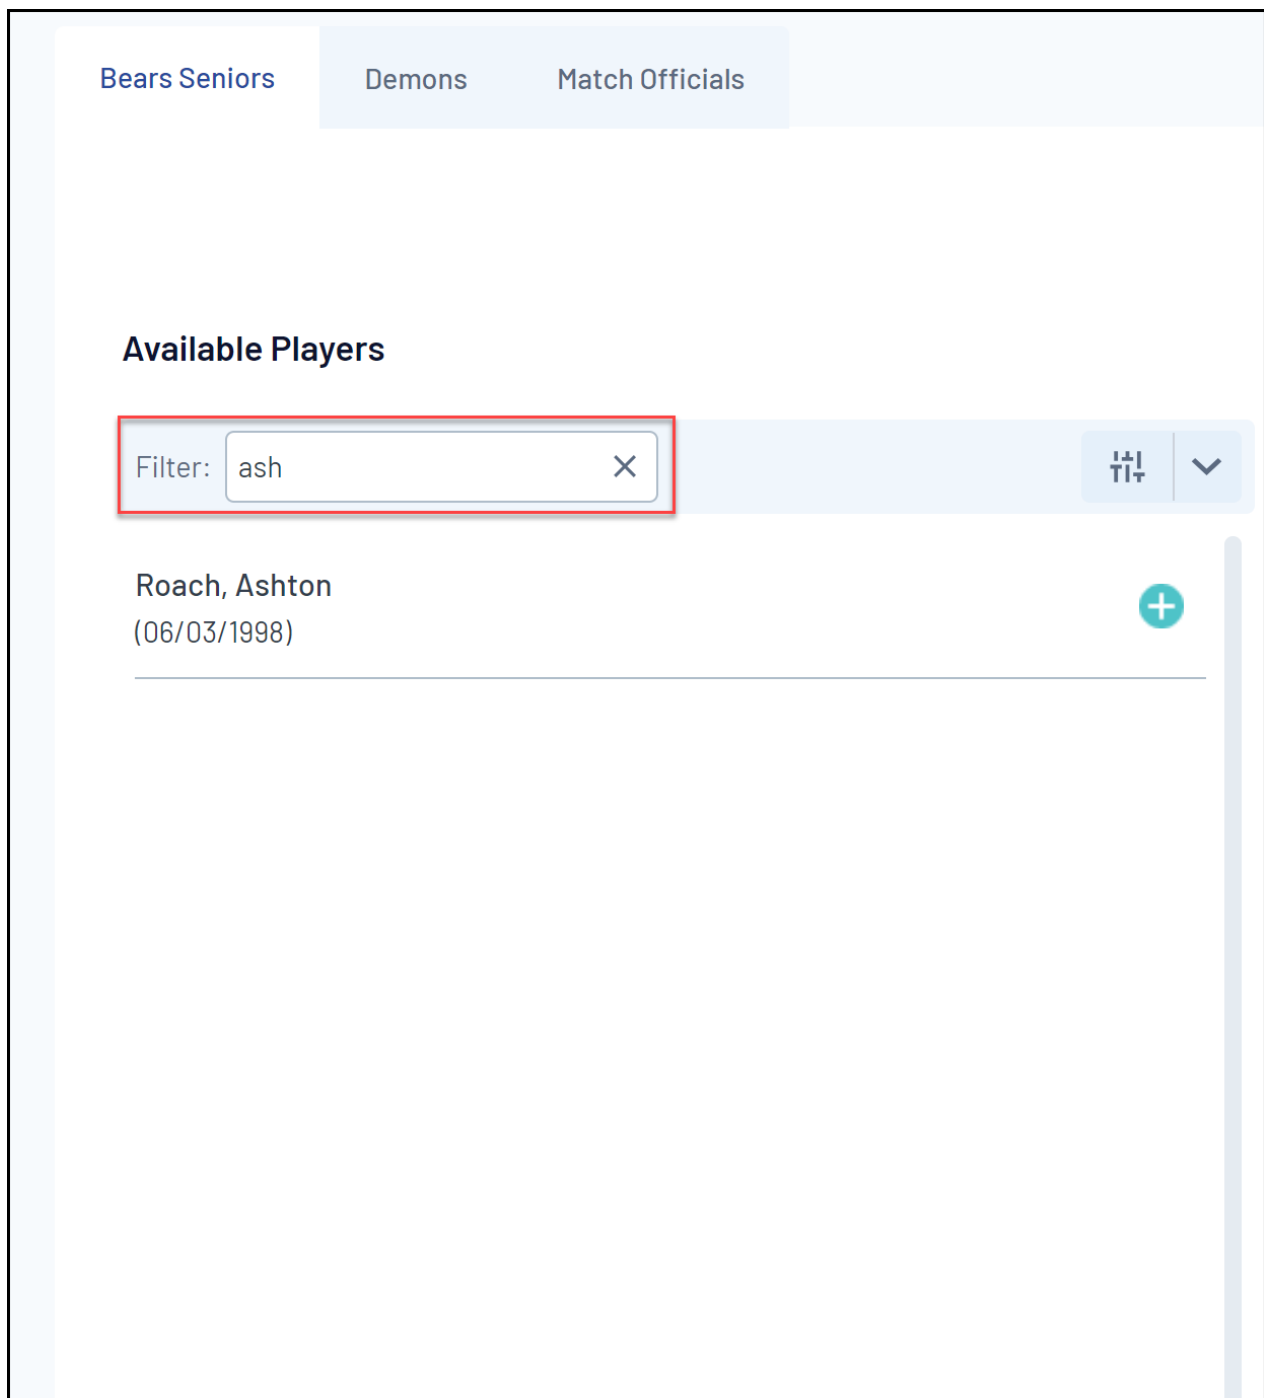 Bears Seniors Demons Match Officials
Available Players
Filter: ash
Roach, Ashton
(06/03/1998)